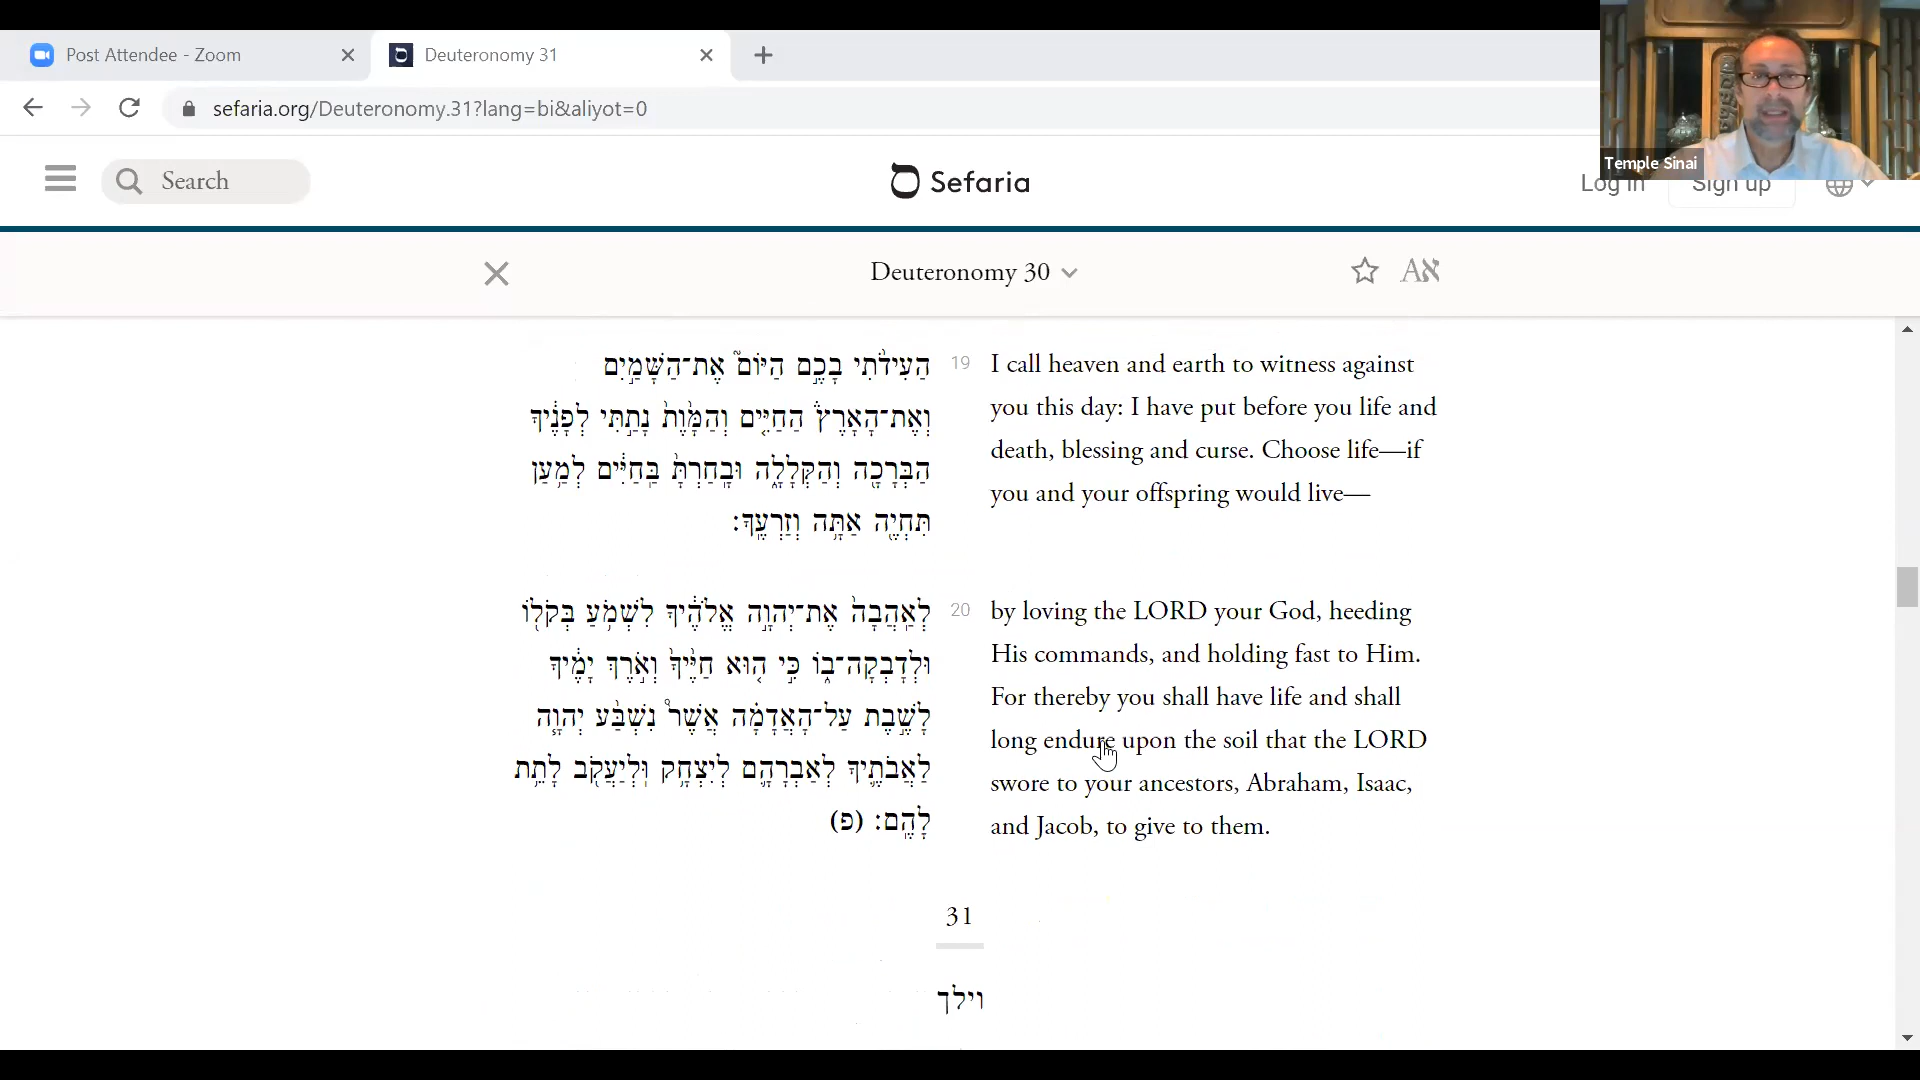 Post Attendee - Zoom
Deuteronomy 31
sefaria.org/Deuteronomy.31?lang=bi&aliyot=0
Temple Sinai
Search
Sefaria
Log in
Sign up
Deuteronomy 30
Aא
הַעִידֹ֨תִי בָכֶ֣ם הַיּוֹם֮ אֶת־הַשָּׁמַ֣יִם
וְאֶת־הָאָרֶץ֒ הַחַיִּ֤ים וְהַמָּ֙וֶת֙ נָתַ֣תִּי לְפָנֶ֔יךָ
הַבְּרָכָ֖ה וְהַקְּלָלָ֑ה וּבָֽחַרְתָּ֙ בַּֽחַיִּ֔ים לְמַ֥עַן
תִּחְיֶ֖ה אַתָּ֥ה וְזַרְעֶֽךָ׃
19
I call heaven and earth to witness against
you this day: I have put before you life and
death, blessing and curse. Choose life—if
you and your offspring would live—
לְאַֽהֲבָה֙ אֶת־יְהוָ֣ה אֱלֹהֶ֔יךָ לִשְׁמֹ֥עַ בְּקֹל֖וֹ
וּלְדָבְקָה־ב֑וֹ כִּ֣י ה֤וּא חַיֶּ֙יךָ֙ וְאֹ֣רֶךְ יָמֶ֔יךָ
לָשֶׁ֣בֶת עַל־הָאֲדָמָ֗ה אֲשֶׁר֩ נִשְׁבַּ֨ע יְהוָ֧ה
לַאֲבֹתֶ֛יךָ לְאַבְרָהָ֛ם לְיִצְחָ֥ק וּֽלְיַעֲקֹ֖ב לָתֵ֥ת
לָהֶֽם׃ (פ)
20
by loving the LORD your God, heeding
His commands, and holding fast to Him.
For thereby you shall have life and shall
long endure upon the soil that the LORD
swore to your ancestors, Abraham, Isaac,
and Jacob, to give to them.
31
וילך